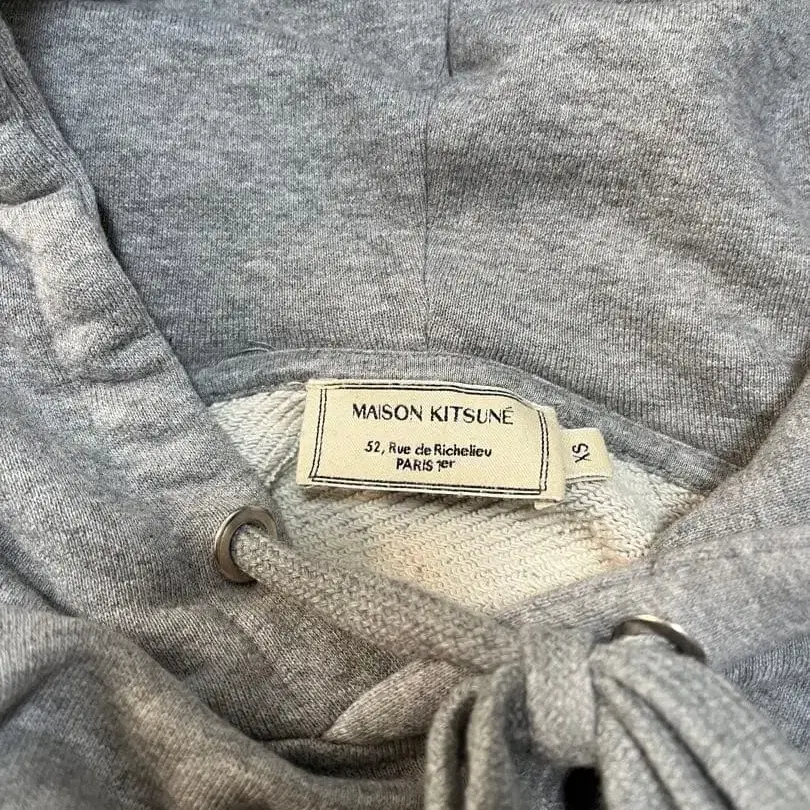 MAISON KITSUNÉ
52, Rue de Richelieu
PARIS 1er
XS